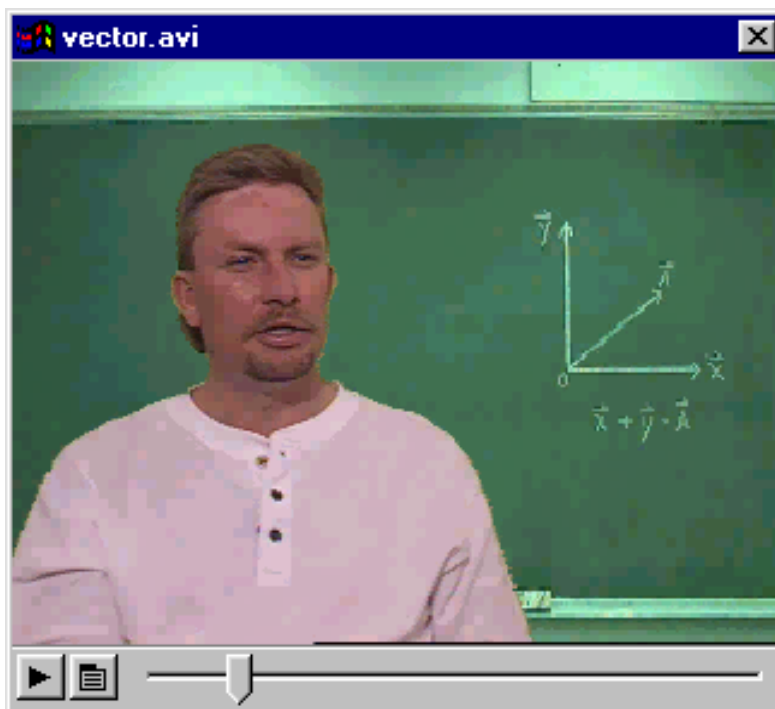 vector.avi
y⃗
A⃗
0
x⃗
x⃗ + y⃗ = A⃗